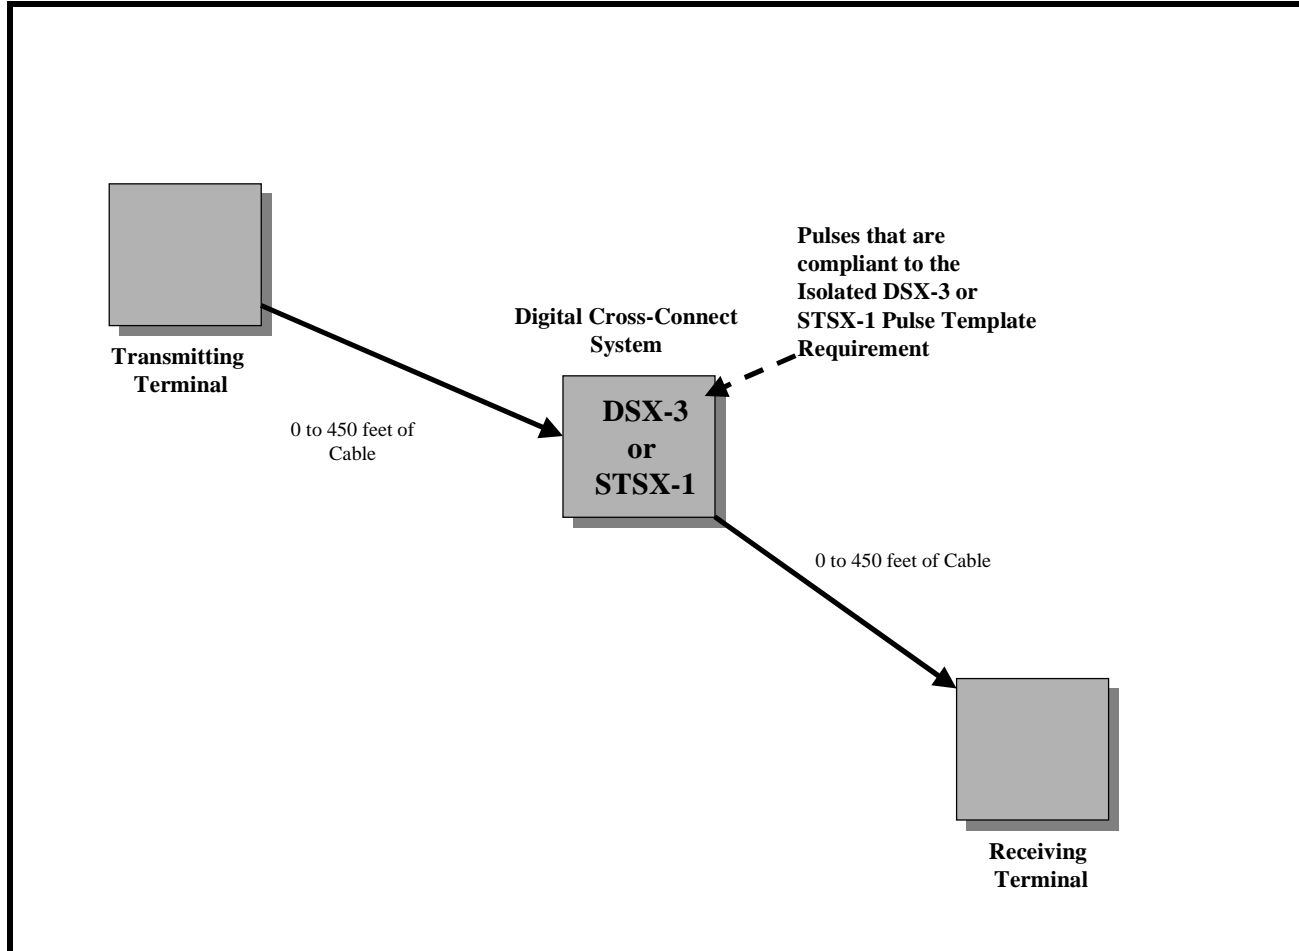 Transmitting
Terminal
0 to 450 feet of
Cable
Digital Cross-Connect
System
DSX-3
or
STSX-1
Pulses that are
compliant to the
Isolated DSX-3 or
STSX-1 Pulse Template
Requirement
0 to 450 feet of Cable
Receiving
Terminal